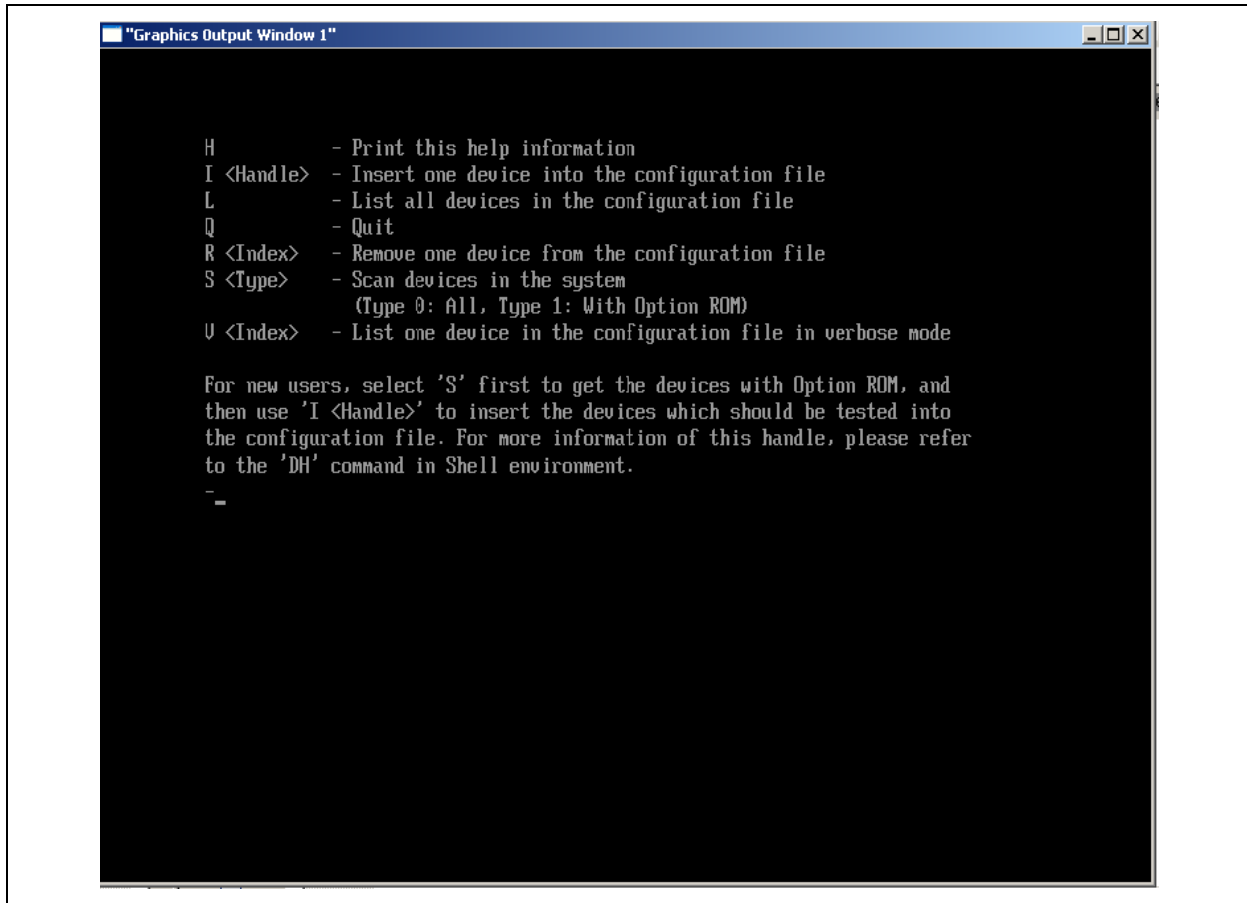 "Graphics Output Window 1"
H - Print this help information
I <Handle> - Insert one device into the configuration file
L - List all devices in the configuration file
Q - Quit
R <Index> - Remove one device from the configuration file
S <Type> - Scan devices in the system
(Type 0: All, Type 1: With Option ROM)
V <Index> - List one device in the configuration file in verbose mode
For new users, select 'S' first to get the devices with Option ROM, and
then use 'I <Handle>' to insert the devices which should be tested into
the configuration file. For more information of this handle, please refer
to the 'DH' command in Shell environment.
-_